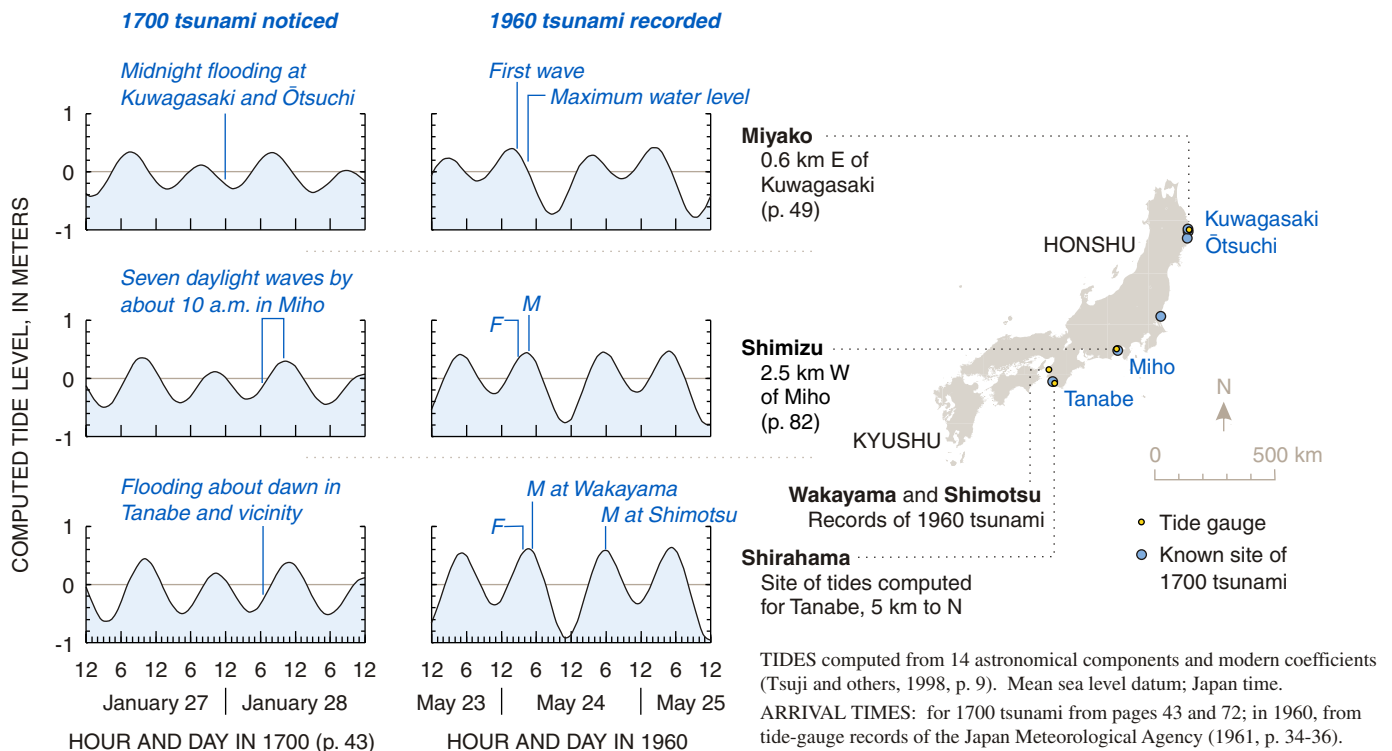 1700 tsunami noticed
1960 tsunami recorded
COMPUTED TIDE LEVEL, IN METERS
Midnight flooding at
Kuwagasaki and Ōtsuchi
First wave
Maximum water level
1
0
-1
Miyako
0.6 km E of
Kuwagasaki
(p. 49)
Seven daylight waves by
about 10 a.m. in Miho
F
M
1
0
-1
Shimizu
2.5 km W
of Miho
(p. 82)
Flooding about dawn in
Tanabe and vicinity
F
M at Wakayama
M at Shimotsu
1
0
-1
12 6 12 6 12 6 12 6 12
January 27 January 28
HOUR AND DAY IN 1700 (p. 43)
12 6 12 6 12 6 12 6 12
May 23 May 24 May 25
HOUR AND DAY IN 1960
HONSHU
Kuwagasaki
Ōtsuchi
Miho
Tanabe
KYUSHU
N
0 500 km
Wakayama and Shimotsu
Records of 1960 tsunami
Shirahama
Site of tides computed
for Tanabe, 5 km to N
Tide gauge
Known site of
1700 tsunami
TIDES computed from 14 astronomical components and modern coefficients
(Tsuji and others, 1998, p. 9). Mean sea level datum; Japan time.
ARRIVAL TIMES: for 1700 tsunami from pages 43 and 72; in 1960, from
tide-gauge records of the Japan Meteorological Agency (1961, p. 34-36).